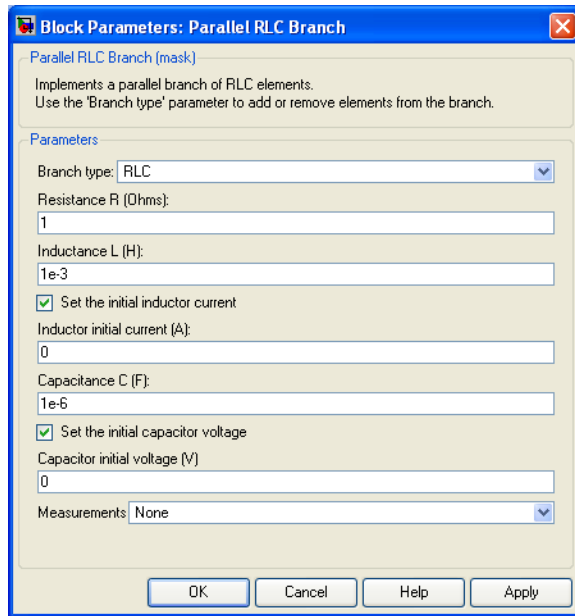 Block Parameters: Parallel RLC Branch
Parallel RLC Branch (mask)
Implements a parallel branch of RLC elements.
Use the 'Branch type' parameter to add or remove elements from the branch.
Parameters
Branch type: RLC
Resistance R (Ohms):
1
Inductance L (H):
1e-3
Set the initial inductor current
Inductor initial current (A):
0
Capacitance C (F):
1e-6
Set the initial capacitor voltage
Capacitor initial voltage (V)
0
Measurements None
OK Cancel Help Apply